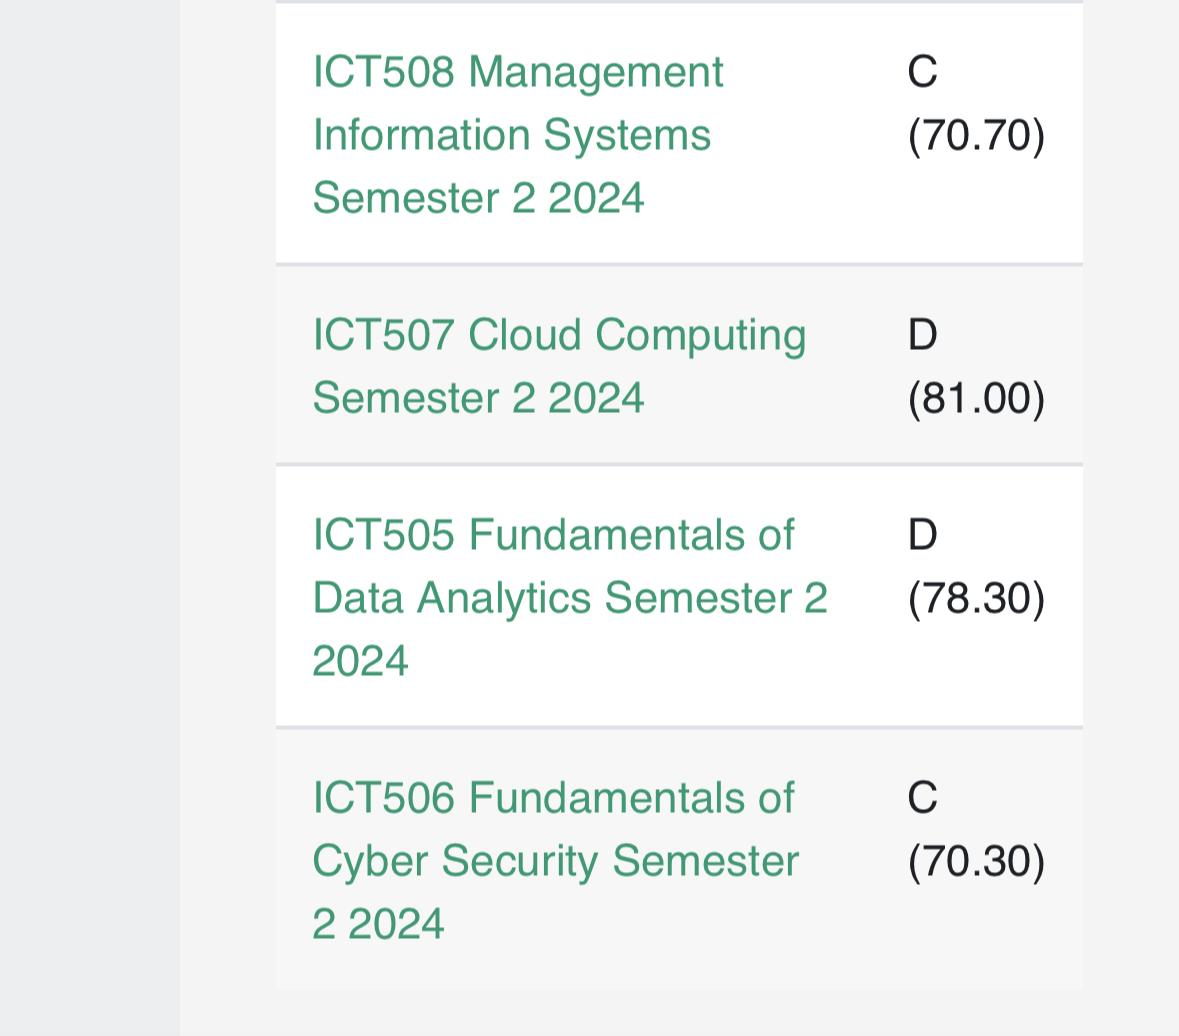 ICT508 Management
Information Systems
Semester 2 2024
C
(70.70)
ICT507 Cloud Computing
Semester 2 2024
D
(81.00)
ICT505 Fundamentals of
Data Analytics Semester 2
2024
D
(78.30)
ICT506 Fundamentals of
Cyber Security Semester
2 2024
C
(70.30)